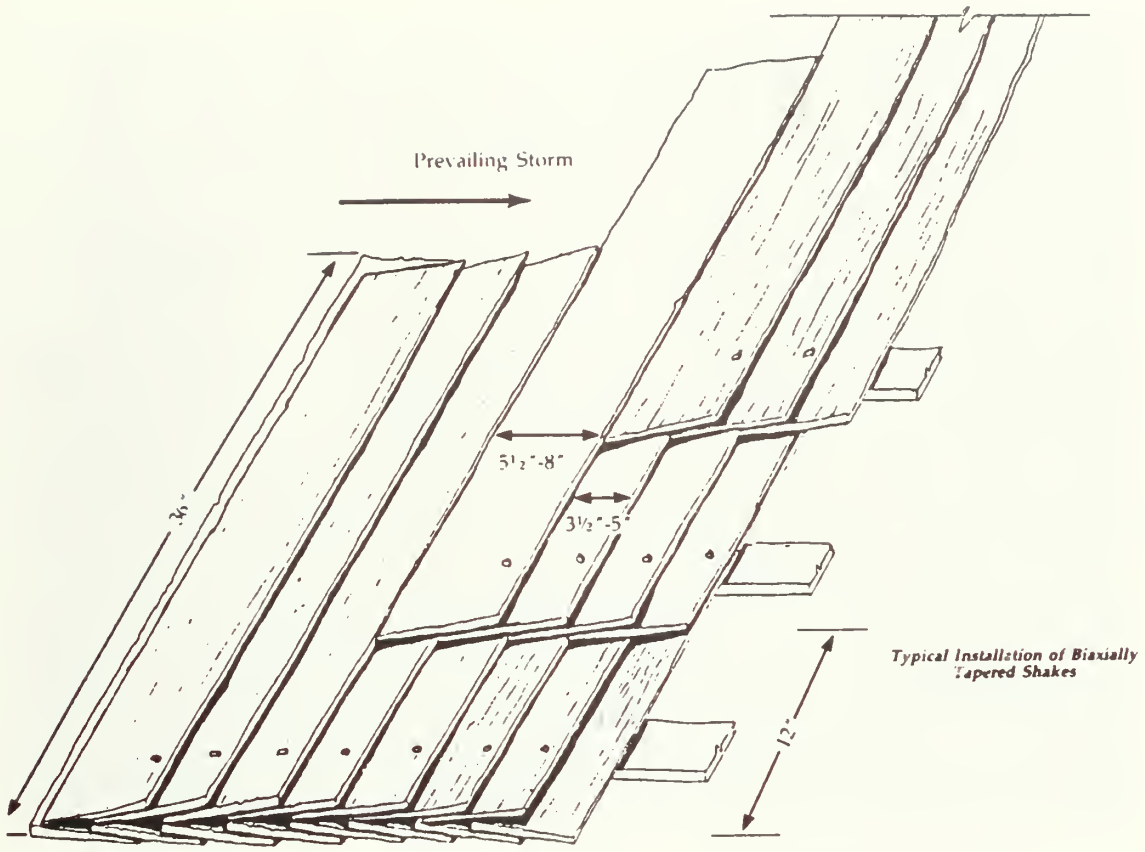 Prevailing Storm
36"
5½"-8"
3½"-5"
Typical Installation of Biaxially
Tapered Shakes
12"